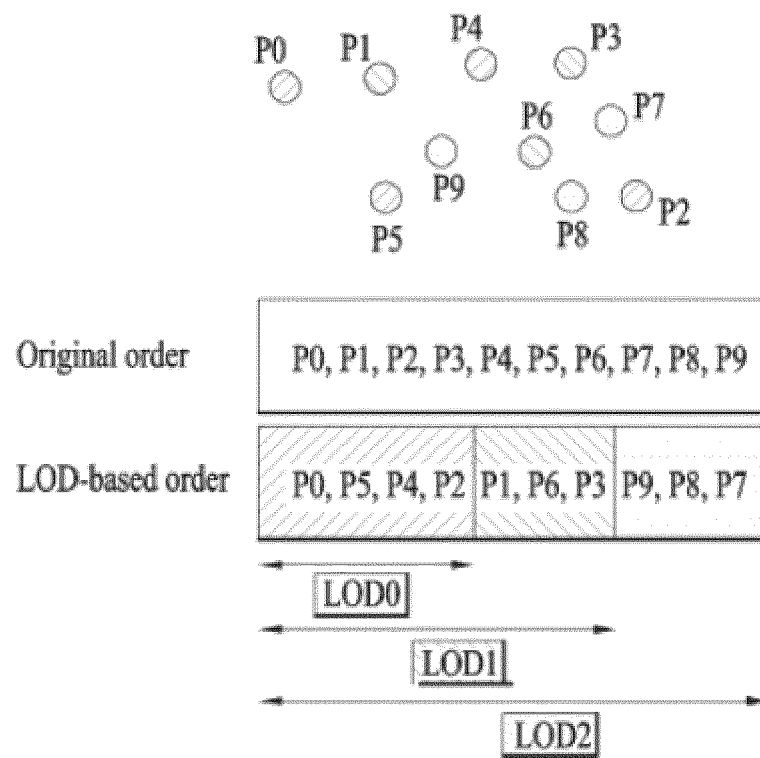 P4
P3
P0
P1
P7
P6
P9
P2
P5
P8
Original order
P0, P1, P2, P3, P4, P5, P6, P7, P8, P9
LOD-based order
P0, P5, P4, P2, P1, P6, P3, P9, P8, P7
LOD0
LOD1
LOD2